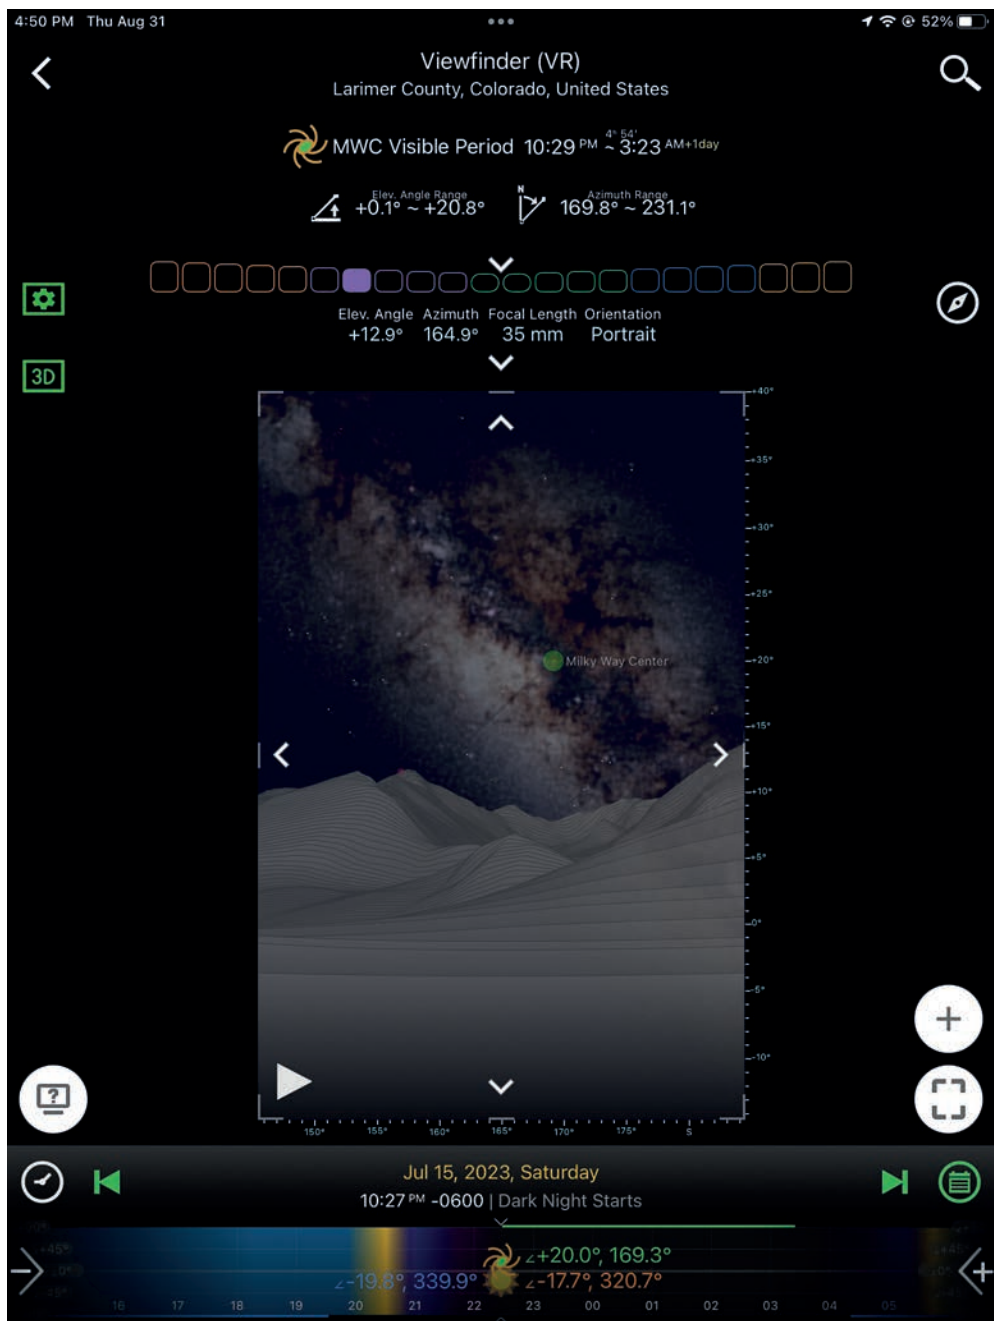 4:50 PM Thu Aug 31
52%
Viewfinder (VR)
Larimer County, Colorado, United States
MWC Visible Period 10:29 PM ~ 3:23 AM+1day
4ʰ 54'
Elev. Angle Range
+0.1° ~ +20.8°
N
Azimuth Range
169.8° ~ 231.1°
Elev. Angle Azimuth Focal Length Orientation
+12.9° 164.9° 35 mm Portrait
3D
+40°
+35°
+30°
+25°
Milky Way Center
+20°
+15°
+10°
+5°
0°
-5°
-10°
150° 155° 160° 165° 170° 175° S
Jul 15, 2023, Saturday
10:27 PM -0600 | Dark Night Starts
+45°
0°
∠+20.0°, 169.3°
∠-19.8°, 339.9°
∠-17.7°, 320.7°
16 17 18 19 20 21 22 23 00 01 02 03 04 05